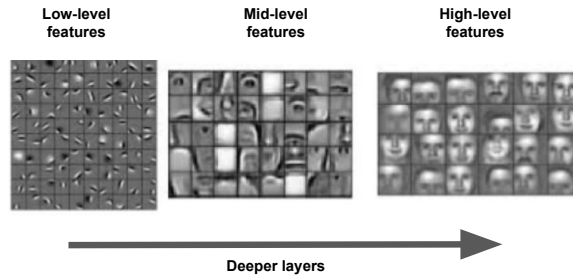 Low-level
features
Mid-level
features
High-level
features
Deeper layers